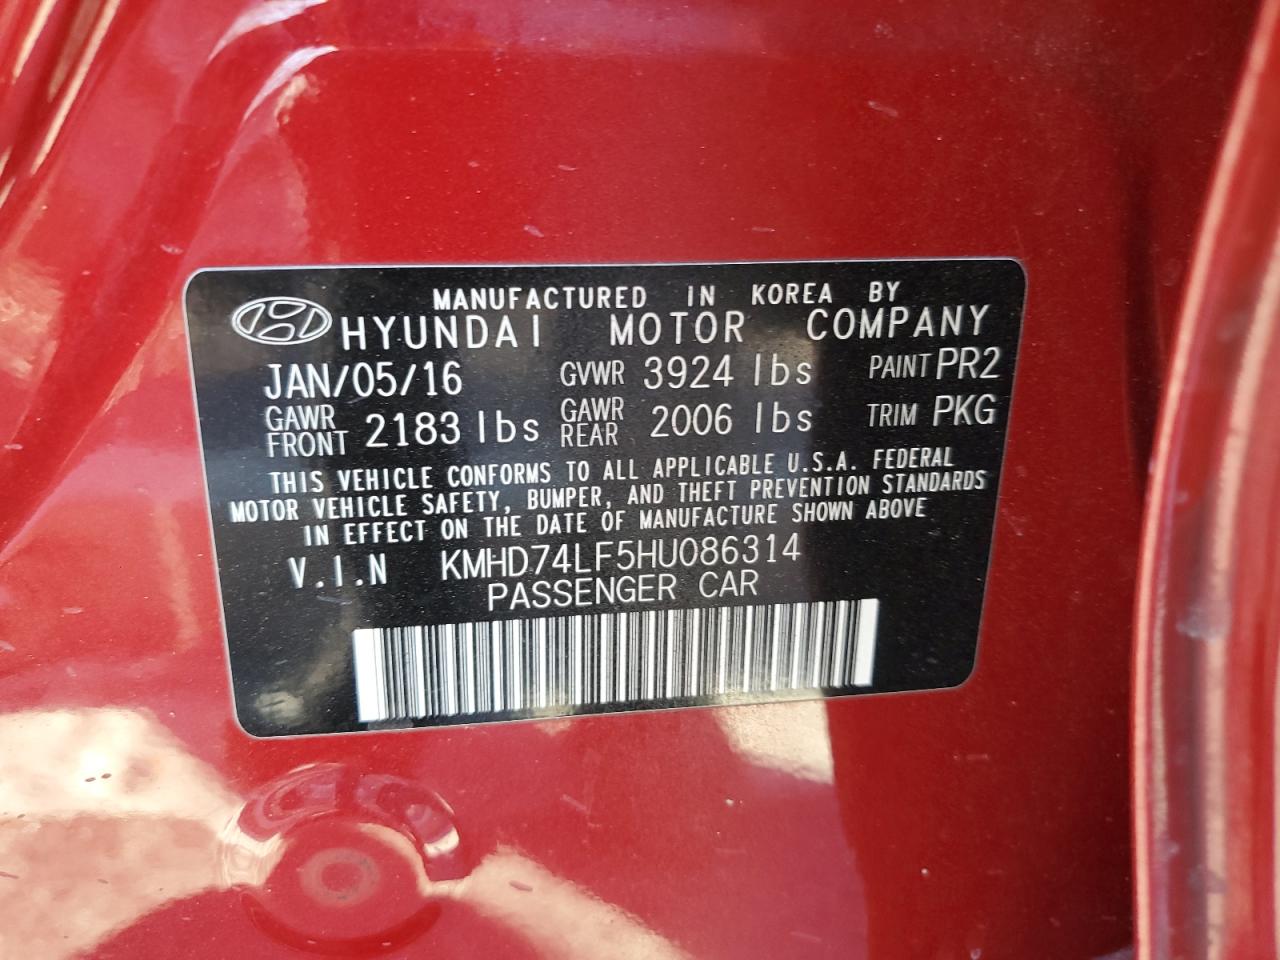 MANUFACTURED IN KOREA BY
HYUNDAI MOTOR COMPANY
JAN/05/16 GVWR 3924 lbs PAINT PR2
GAWR FRONT 2183 lbs GAWR REAR 2006 lbs TRIM PKG
THIS VEHICLE CONFORMS TO ALL APPLICABLE U.S.A. FEDERAL
MOTOR VEHICLE SAFETY, BUMPER, AND THEFT PREVENTION STANDARDS
IN EFFECT ON THE DATE OF MANUFACTURE SHOWN ABOVE
V.I.N KMHD74LF5HU086314
PASSENGER CAR